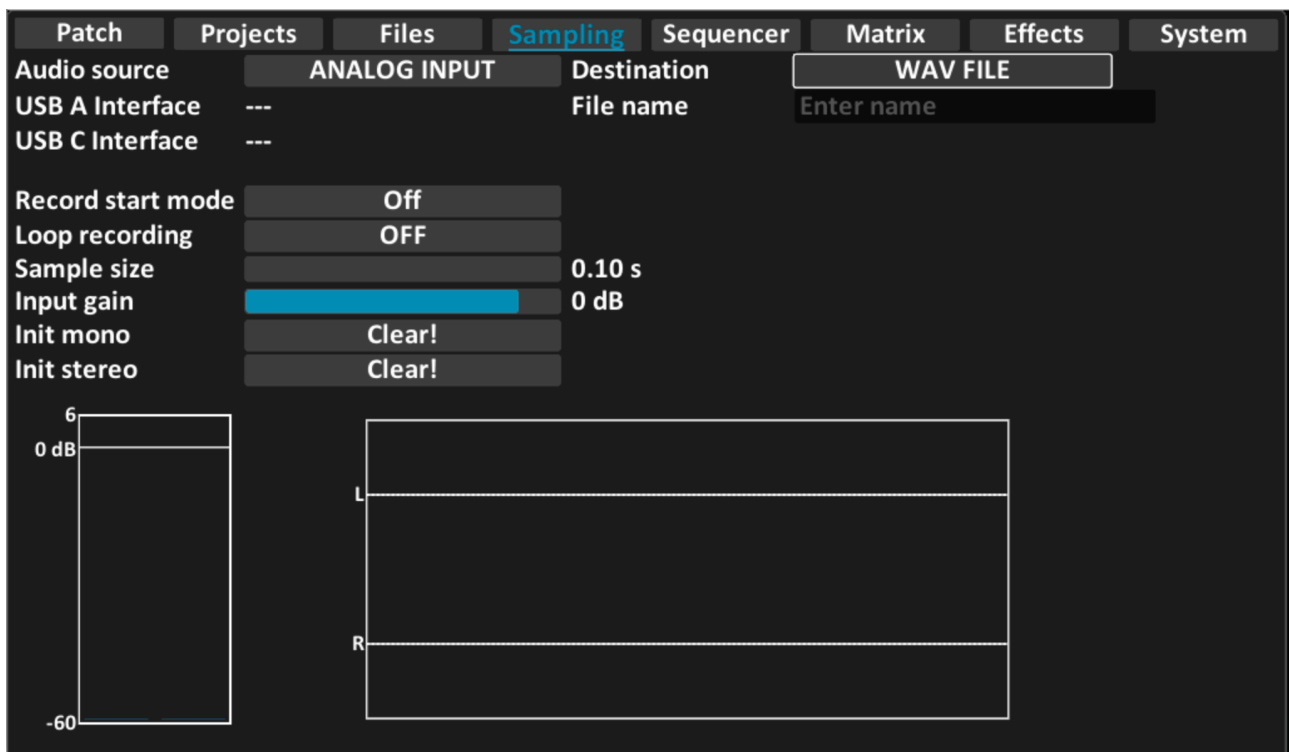 Patch Projects Files Sampling Sequencer Matrix Effects System
Audio source ANALOG INPUT Destination WAV FILE
USB A Interface --- File name Enter name
USB C Interface ---
Record start mode Off
Loop recording OFF
Sample size 0.10 s
Input gain 0 dB
Init mono Clear!
Init stereo Clear!
6
0 dB
L
R
-60